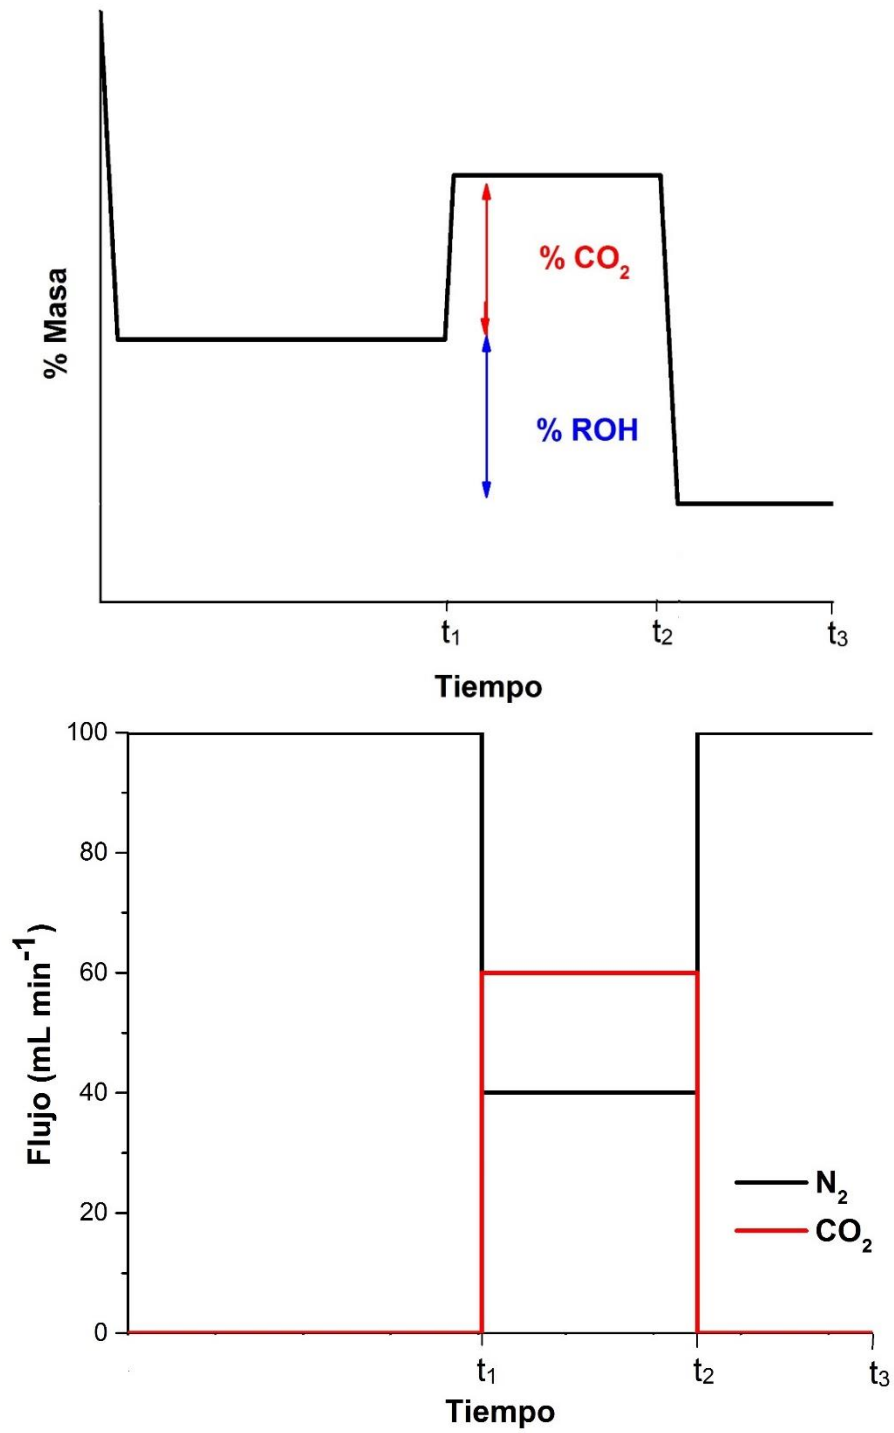 % Masa
% CO₂
% ROH
t₁
t₂
t₃
Tiempo
100
80
60
40
20
0
Flujo (mL min⁻¹)
N₂
CO₂
t₁
t₂
t₃
Tiempo